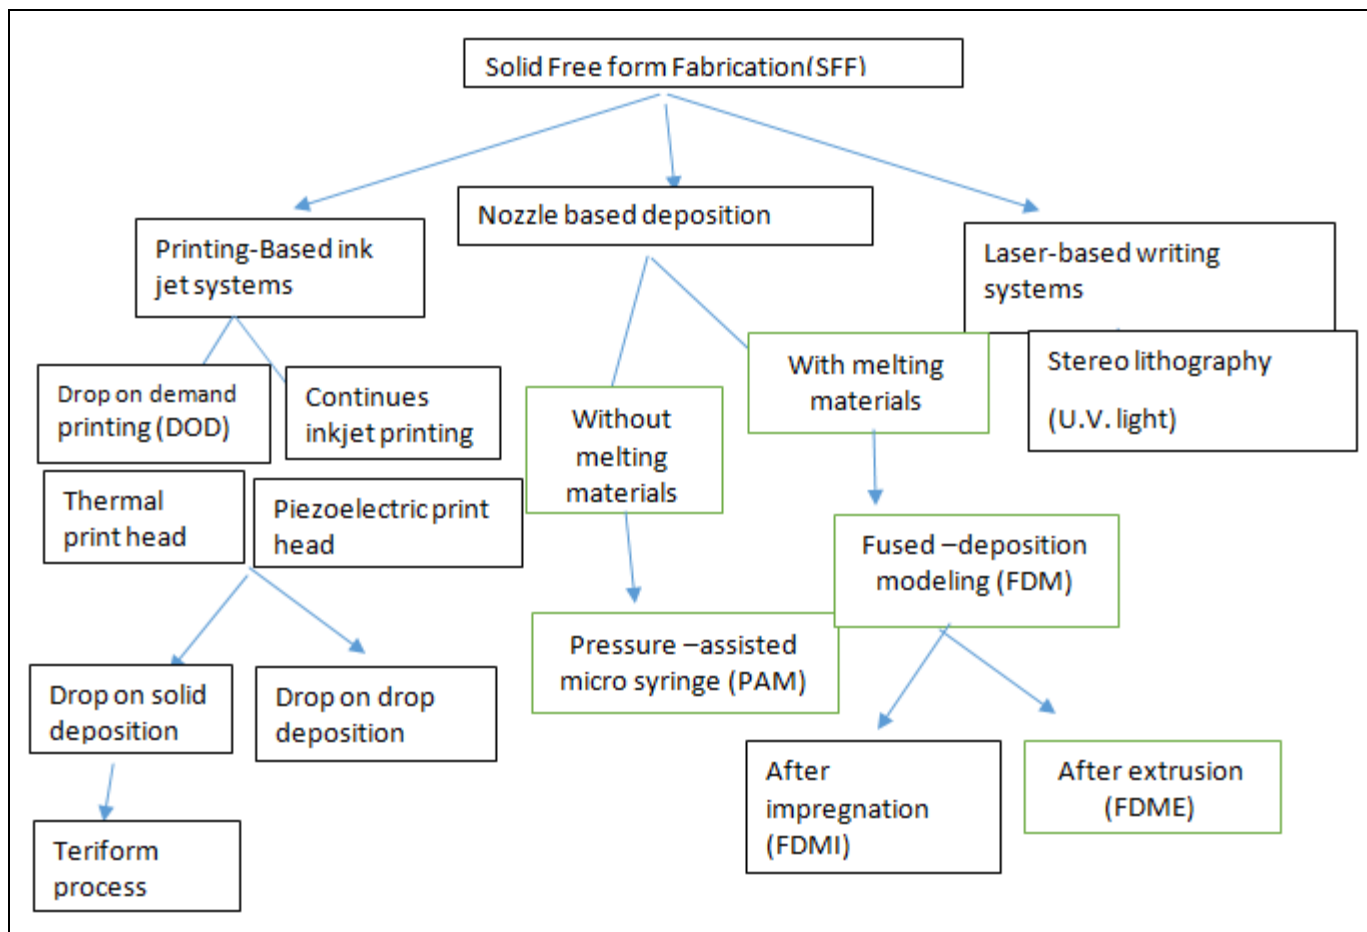 Solid Free form Fabrication(SFF)
Nozzle based deposition
Printing-Based ink
jet systems
Laser-based writing
systems
With melting
materials
Stereo lithography
(U.V. light)
Drop on demand
printing (DOD)
Continues
inkjet printing
Without
melting
materials
Thermal
print head
Piezoelectric print
head
Fused –deposition
modeling (FDM)
Pressure –assisted
micro syringe (PAM)
Drop on solid
deposition
Drop on drop
deposition
After
impregnation
(FDMI)
After extrusion
(FDME)
Teriform
process